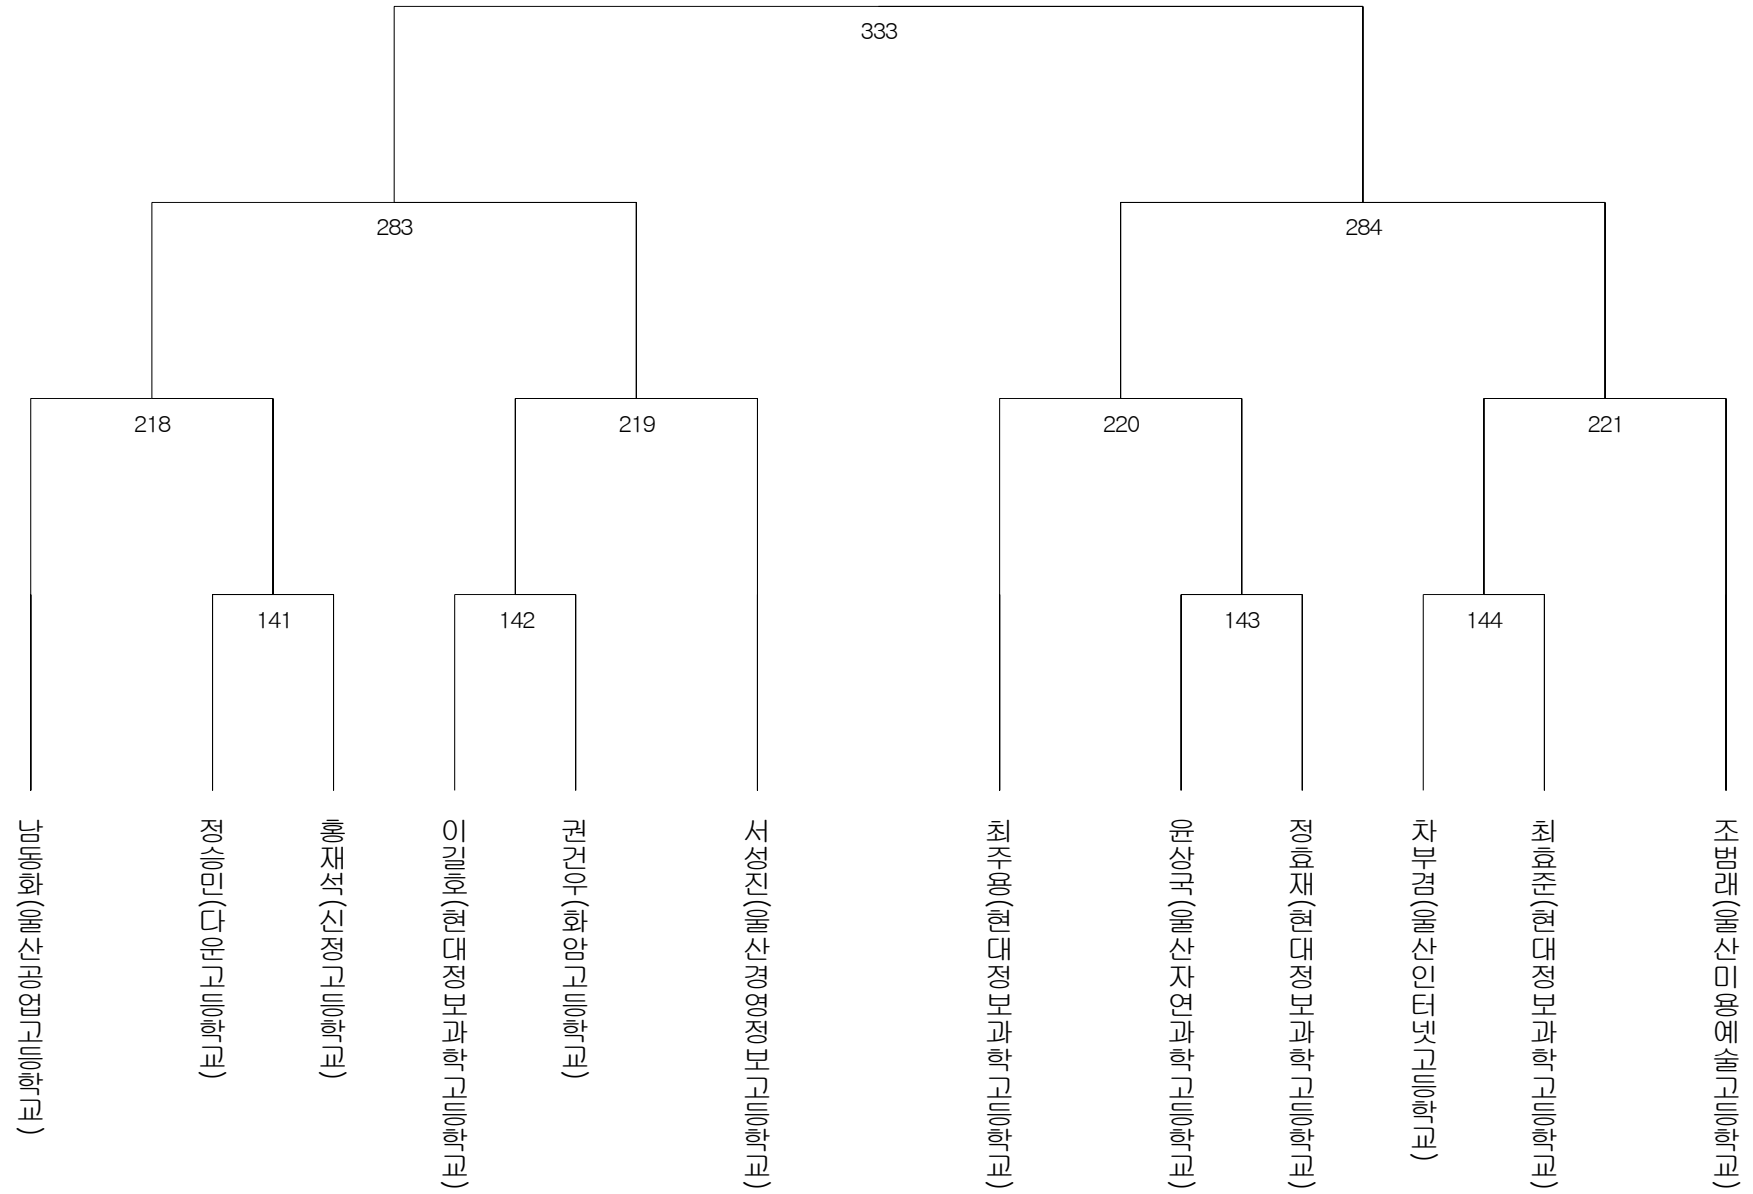 333
283
284
218
219
220
221
141
142
143
144
남동화(울산공업고등학교)
정승민(다운고등학교)
홍재석(신정고등학교)
이길호(현대정보과학고등학교)
권건우(화암고등학교)
서성진(울산경영정보고등학교)
최주용(현대정보과학고등학교)
윤상국(울산자연과학고등학교)
정효재(현대정보과학고등학교)
차부겸(울산인터넷고등학교)
최효준(현대정보과학고등학교)
조범래(울산미용예술고등학교)